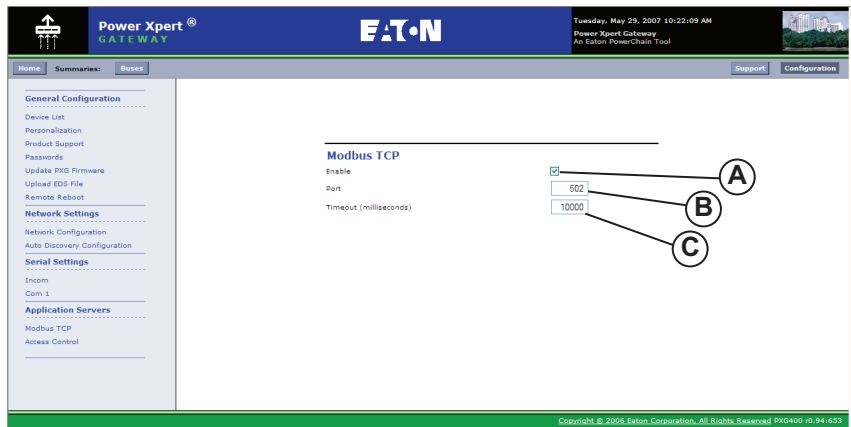 Power Xpert ®
GATEWAY
EATON
Tuesday, May 29, 2007 10:22:09 AM
Power Xpert Gateway
An Eaton PowerChain Tool
Home Summaries: Buses Support Configuration
General Configuration
Device List
Personalization
Product Support
Passwords
Update PXG Firmware
Upload EDS File
Remote Reboot
Network Settings
Network Configuration
Auto Discovery Configuration
Serial Settings
Incom
Com 1
Application Servers
Modbus TCP
Access Control
Modbus TCP
Enable
A
Port 502
B
Timeout (milliseconds) 10000
C
Copyright © 2006 Eaton Corporation, All Rights Reserved PXG400 r0.94:653